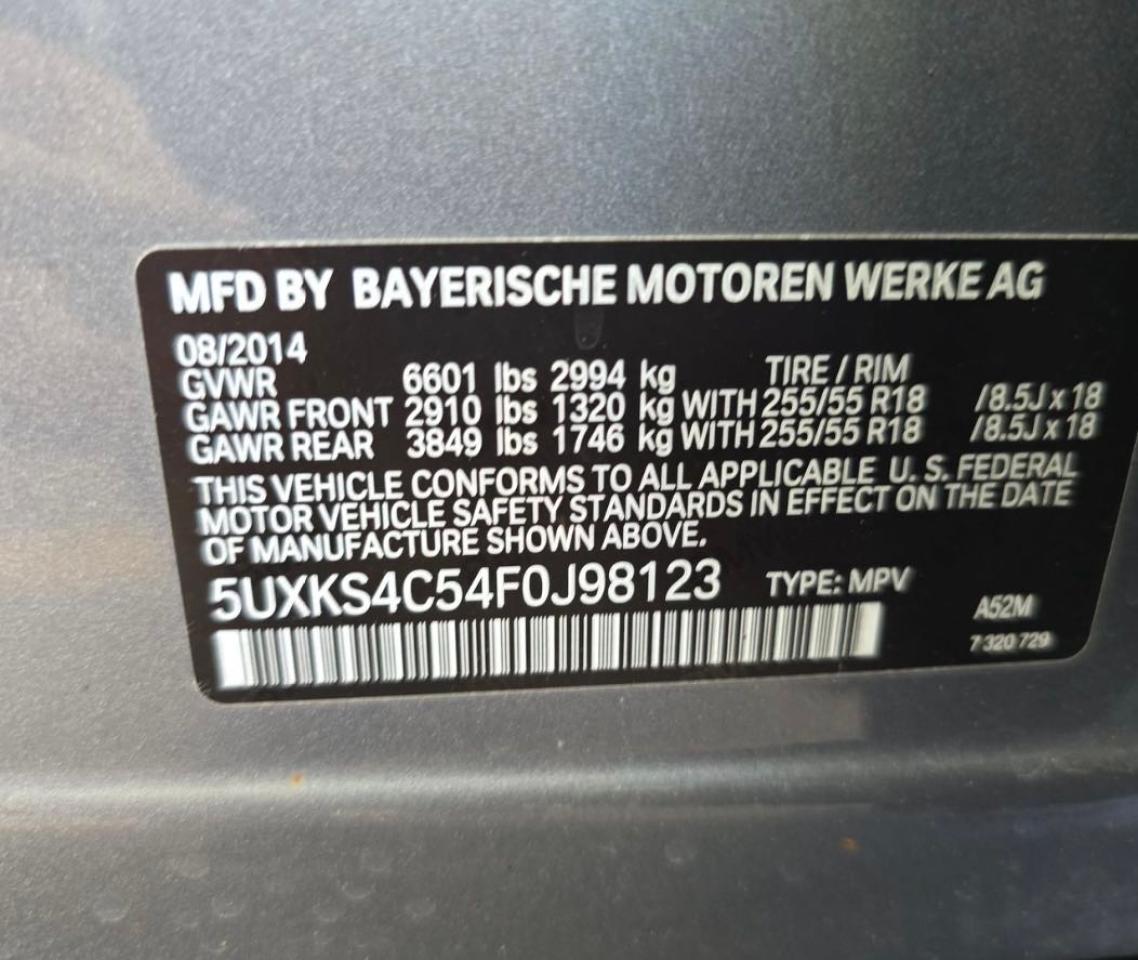 MFD BY BAYERISCHE MOTOREN WERKE AG
08/2014
GVWR 6601 lbs 2994 kg TIRE / RIM
GAWR FRONT 2910 lbs 1320 kg WITH 255/55 R18 /8.5J x 18
GAWR REAR 3849 lbs 1746 kg WITH 255/55 R18 /8.5J x 18
THIS VEHICLE CONFORMS TO ALL APPLICABLE U. S. FEDERAL
MOTOR VEHICLE SAFETY STANDARDS IN EFFECT ON THE DATE
OF MANUFACTURE SHOWN ABOVE.
5UXKS4C54F0J98123 TYPE: MPV
A52M
7 320 729